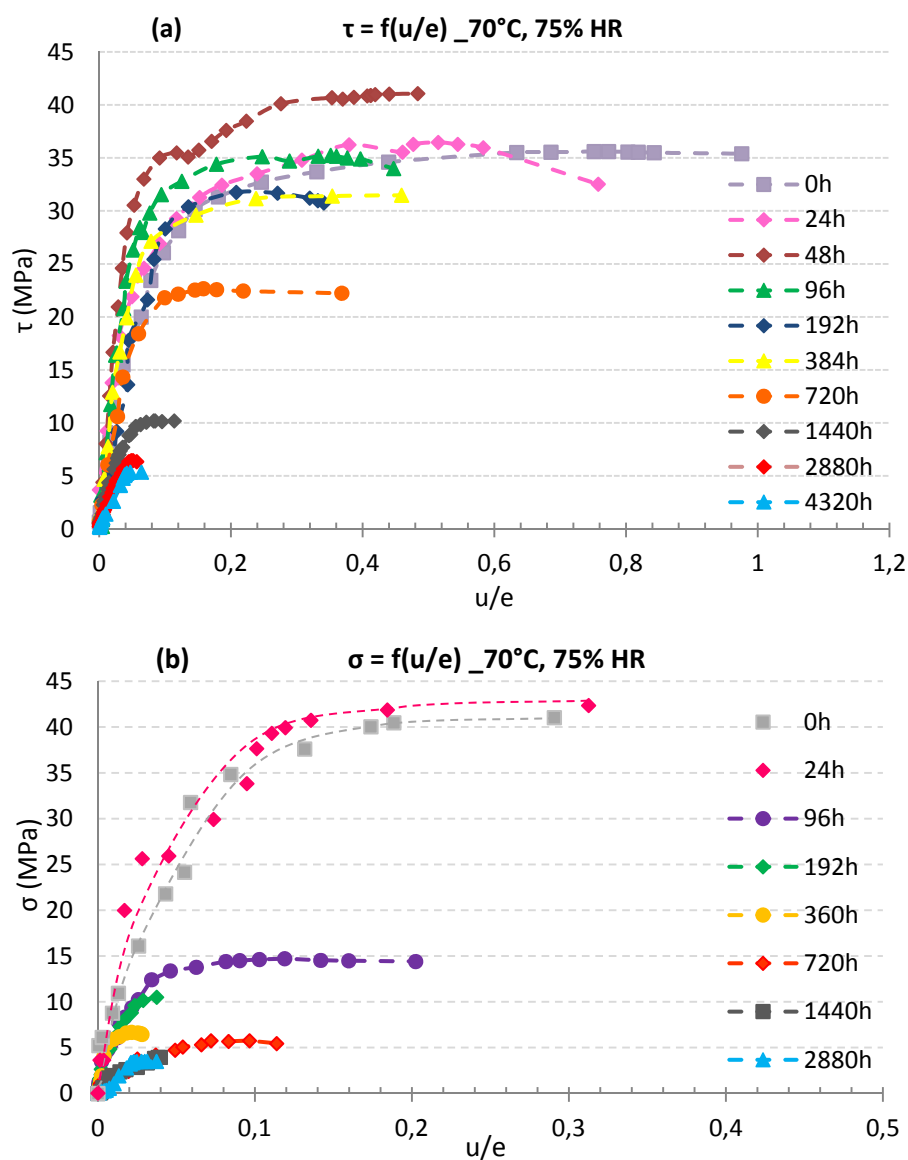 (a) τ = f(u/e) _70°C, 75% HR
45
40
35
30
25
20
15
10
5
0
τ (MPa)
0h
24h
48h
96h
192h
384h
720h
1440h
2880h
4320h
0 0,2 0,4 0,6 0,8 1 1,2
u/e
(b) σ = f(u/e) _70°C, 75% HR
45
40
35
30
25
20
15
10
5
0
σ (MPa)
0h
24h
96h
192h
360h
720h
1440h
2880h
0 0,1 0,2 0,3 0,4 0,5
u/e